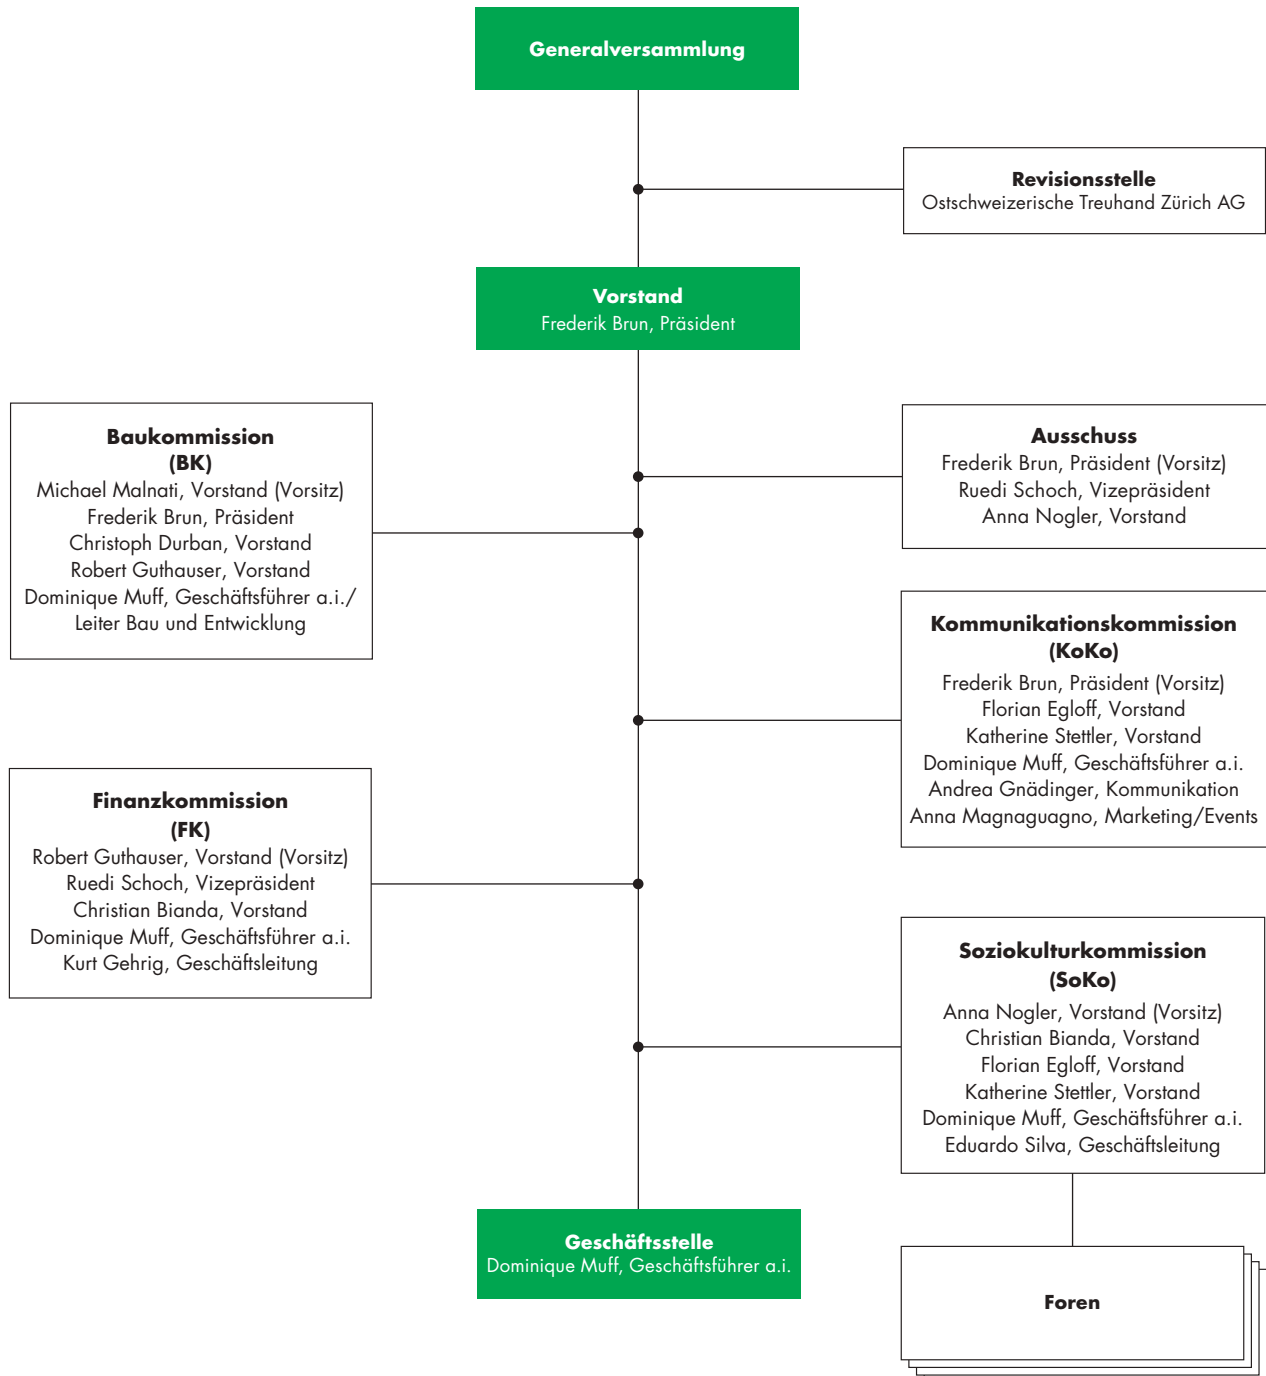 Generalversammlung
Revisionsstelle
Ostschweizerische Treuhand Zürich AG
Vorstand
Frederik Brun, Präsident
Baukommission
(BK)
Michael Malnati, Vorstand (Vorsitz)
Frederik Brun, Präsident
Christoph Durban, Vorstand
Robert Guthauser, Vorstand
Dominique Muff, Geschäftsführer a.i./
Leiter Bau und Entwicklung
Ausschuss
Frederik Brun, Präsident (Vorsitz)
Ruedi Schoch, Vizepräsident
Anna Nogler, Vorstand
Kommunikationskommission
(KoKo)
Frederik Brun, Präsident (Vorsitz)
Florian Egloff, Vorstand
Katherine Stettler, Vorstand
Dominique Muff, Geschäftsführer a.i.
Andrea Gnädinger, Kommunikation
Anna Magnaguagno, Marketing/Events
Finanzkommission
(FK)
Robert Guthauser, Vorstand (Vorsitz)
Ruedi Schoch, Vizepräsident
Christian Bianda, Vorstand
Dominique Muff, Geschäftsführer a.i.
Kurt Gehrig, Geschäftsleitung
Soziokulturkommission
(SoKo)
Anna Nogler, Vorstand (Vorsitz)
Christian Bianda, Vorstand
Florian Egloff, Vorstand
Katherine Stettler, Vorstand
Dominique Muff, Geschäftsführer a.i.
Eduardo Silva, Geschäftsleitung
Geschäftsstelle
Dominique Muff, Geschäftsführer a.i.
Foren